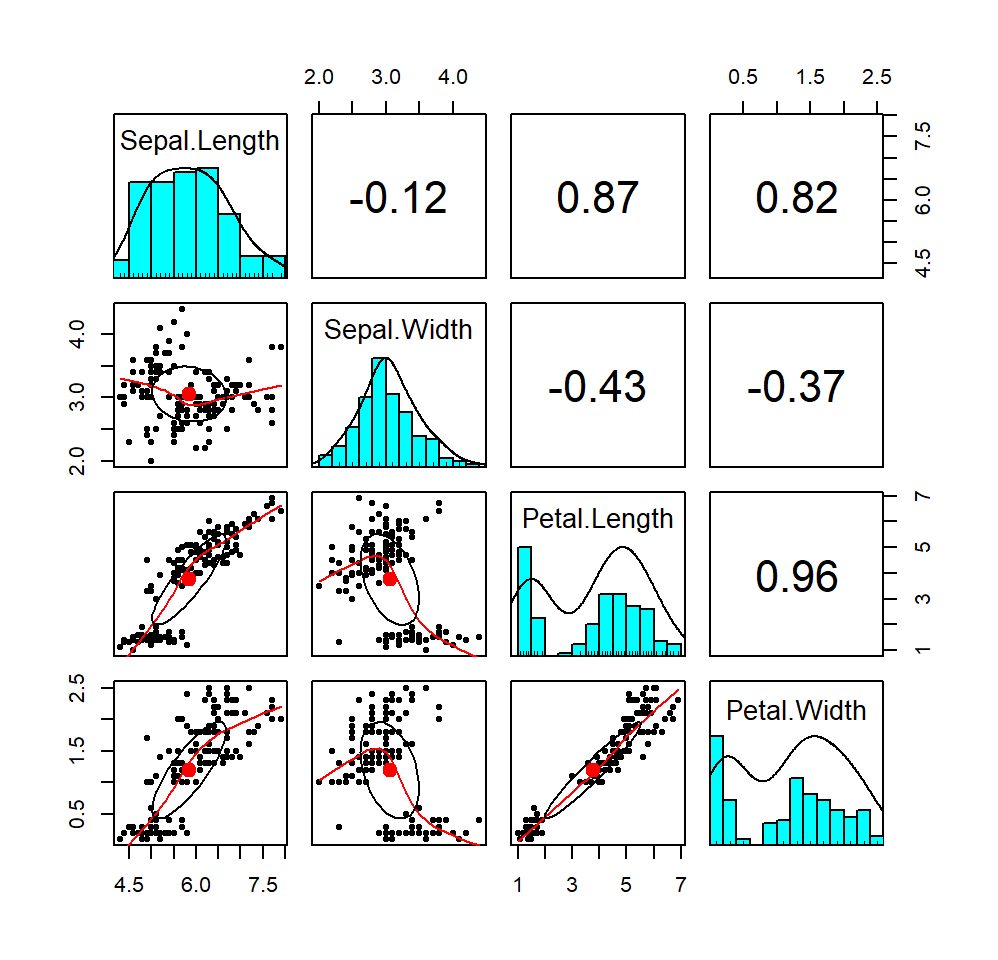 2.0 3.0 4.0 0.5 1.5 2.5
Sepal.Length -0.12 0.87 0.82 4.5 6.0 7.5
2.0 3.0 4.0 Sepal.Width -0.43 -0.37
Petal.Length 0.96 1 3 5 7
0.5 1.5 2.5 Petal.Width
4.5 6.0 7.5 1 3 5 7